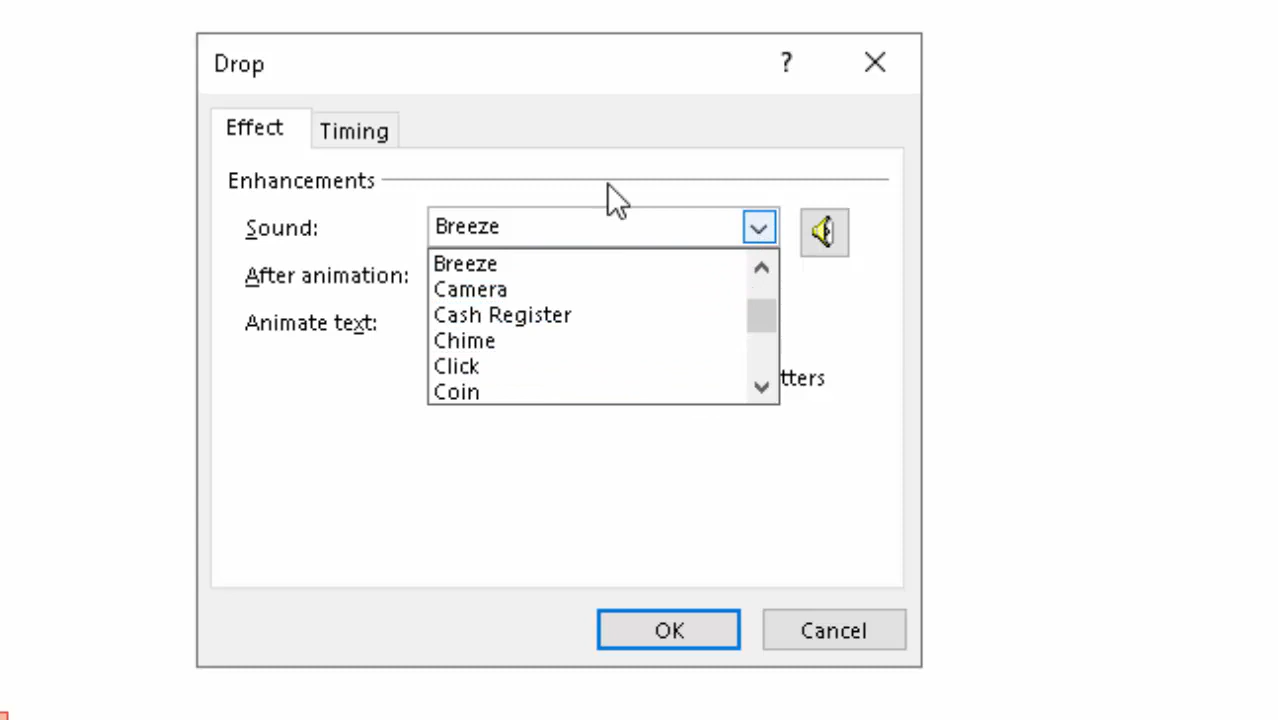 Drop ?
Effect Timing
Enhancements
Sound: Breeze
Breeze
After animation:
Camera
Cash Register
Animate text:
Chime
Click
tters
Coin
OK Cancel